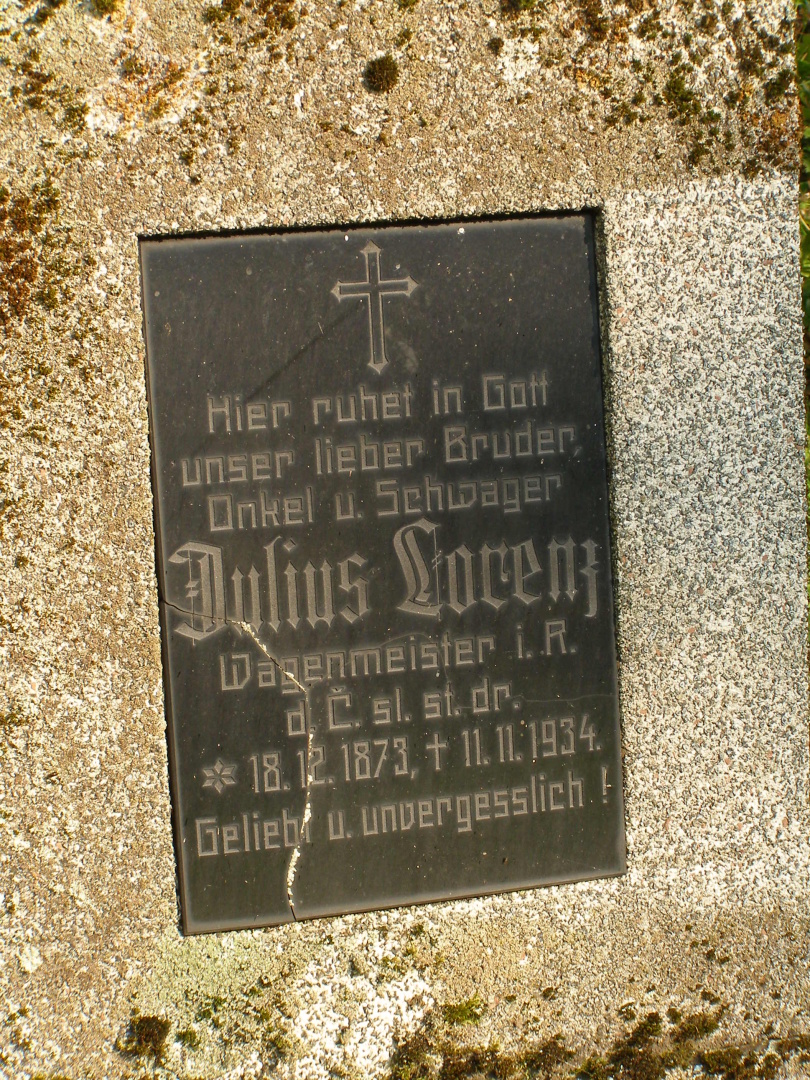 Hier ruhet in Gott
unser lieber Bruder,
Onkel u. Schwager
Julius Lorenz
Wagenmeister i. R.
d. Č. sl. st. dr.
* 18. 12. 1873, † 11. 11. 1934.
Geliebt u. unvergesslich!